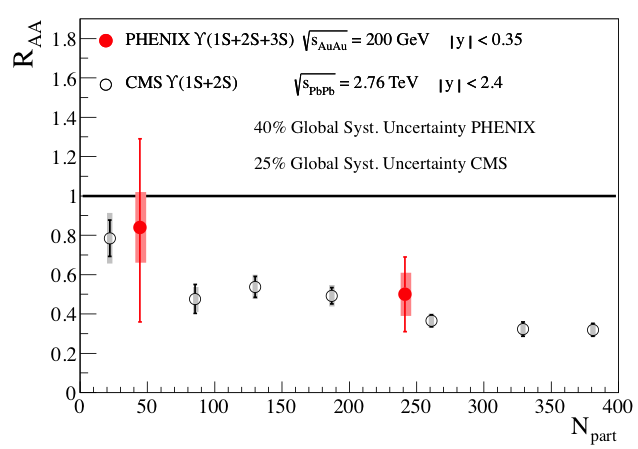 PHENIX ϒ(1S+2S+3S) √s_AuAu = 200 GeV |y| < 0.35
CMS ϒ(1S+2S) √s_PbPb = 2.76 TeV |y| < 2.4
40% Global Syst. Uncertainty PHENIX
25% Global Syst. Uncertainty CMS
R_AA
1.8
1.6
1.4
1.2
1
0.8
0.6
0.4
0.2
0
0 50 100 150 200 250 300 350 400
N_part